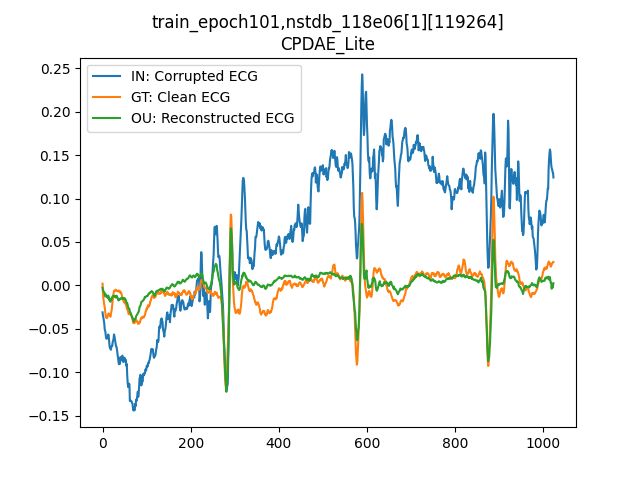 train_epoch101,nstdb_118e06[1][119264]
CPDAE_Lite
IN: Corrupted ECG
GT: Clean ECG
OU: Reconstructed ECG
0.25
0.20
0.15
0.10
0.05
0.00
−0.05
−0.10
−0.15
0 200 400 600 800 1000